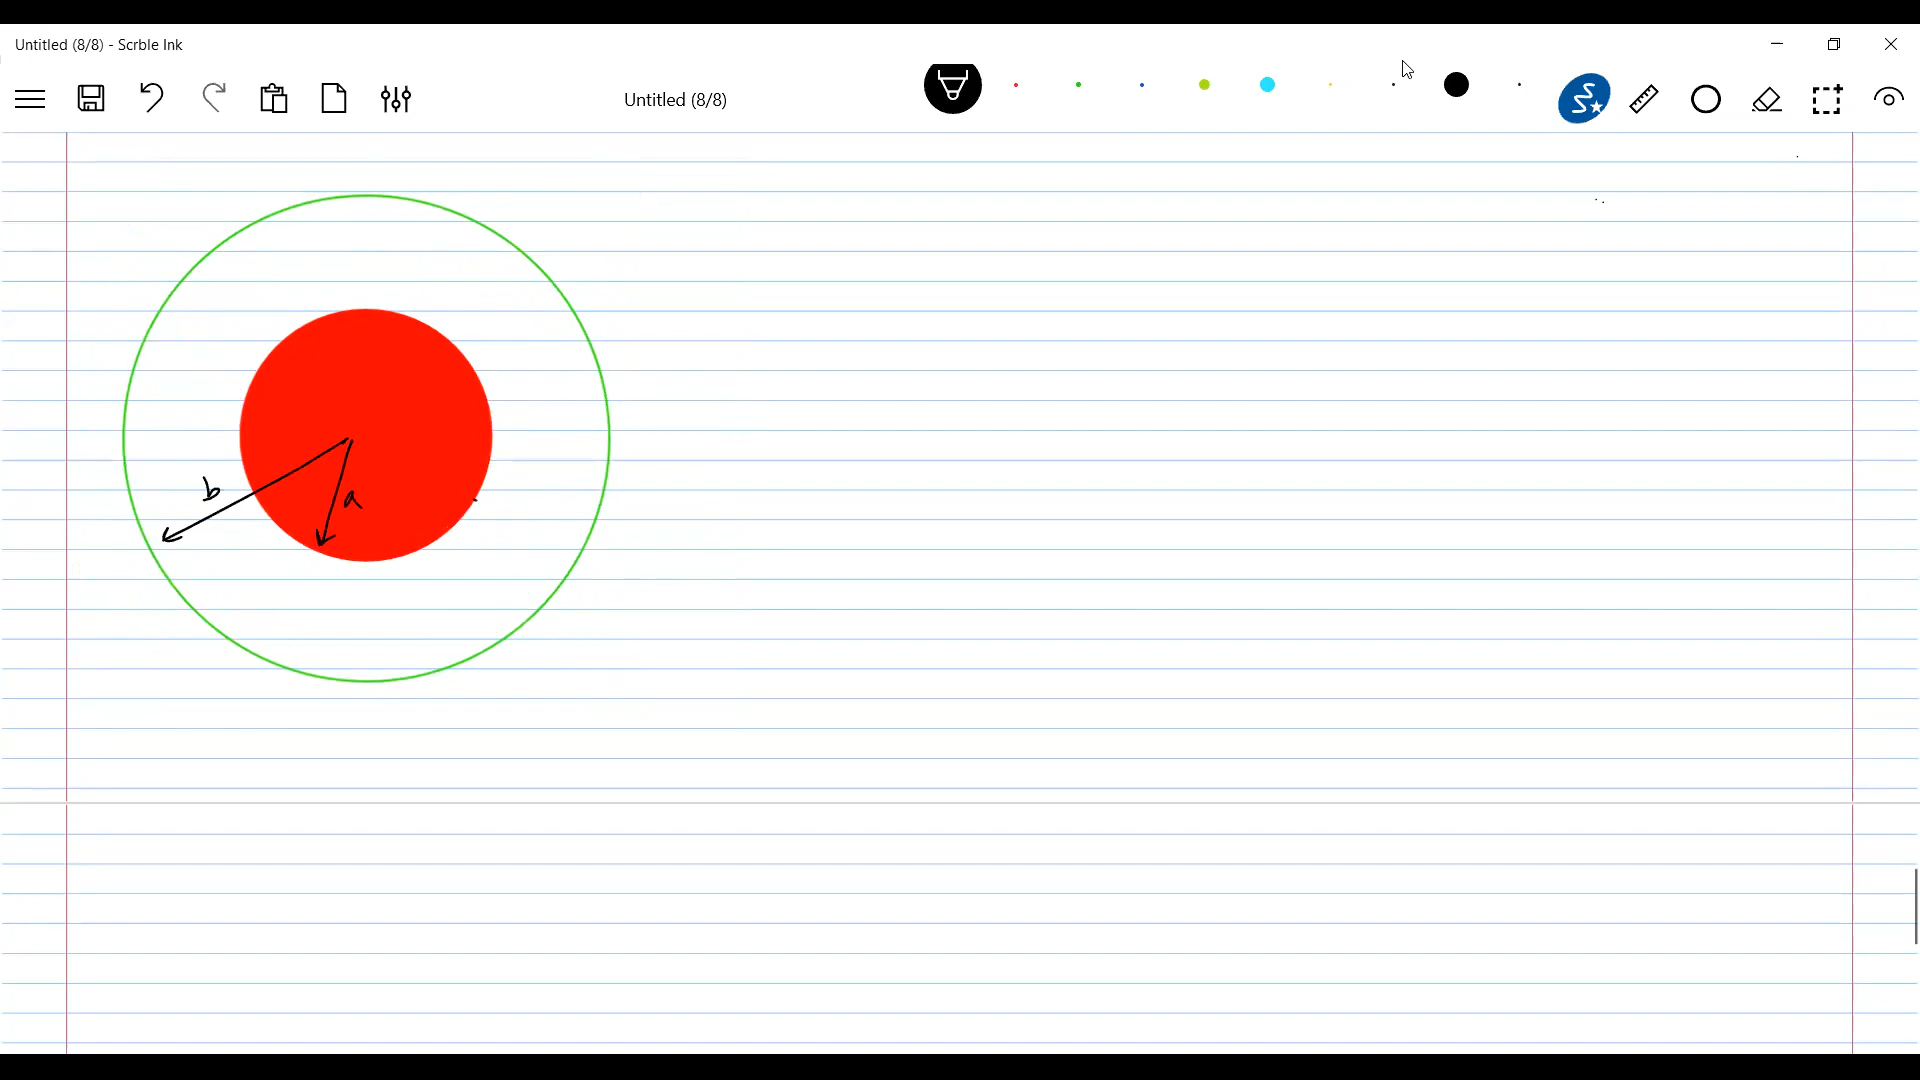 Untitled (8/8) - Scrble Ink
Untitled (8/8)
b
a